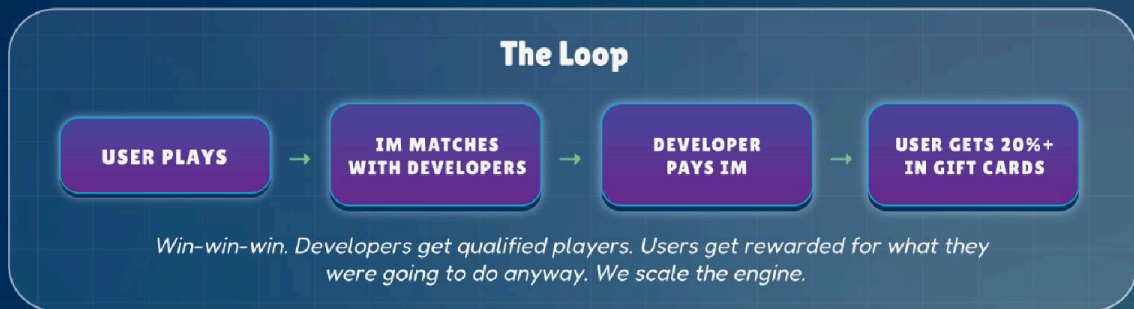 The Loop
USER PLAYS
→
IM MATCHES
WITH DEVELOPERS
→
DEVELOPER
PAYS IM
→
USER GETS 20%+
IN GIFT CARDS
Win-win-win. Developers get qualified players. Users get rewarded for what they
were going to do anyway. We scale the engine.